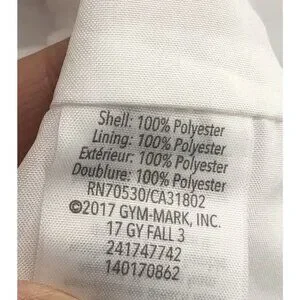 Shell: 100% Polyester
Lining: 100% Polyester
Extérieur: 100% Polyester
Doublure: 100% Polyester
RN70530/CA31802
©2017 GYM-MARK, INC.
17 GY FALL 3
241747742
140170862